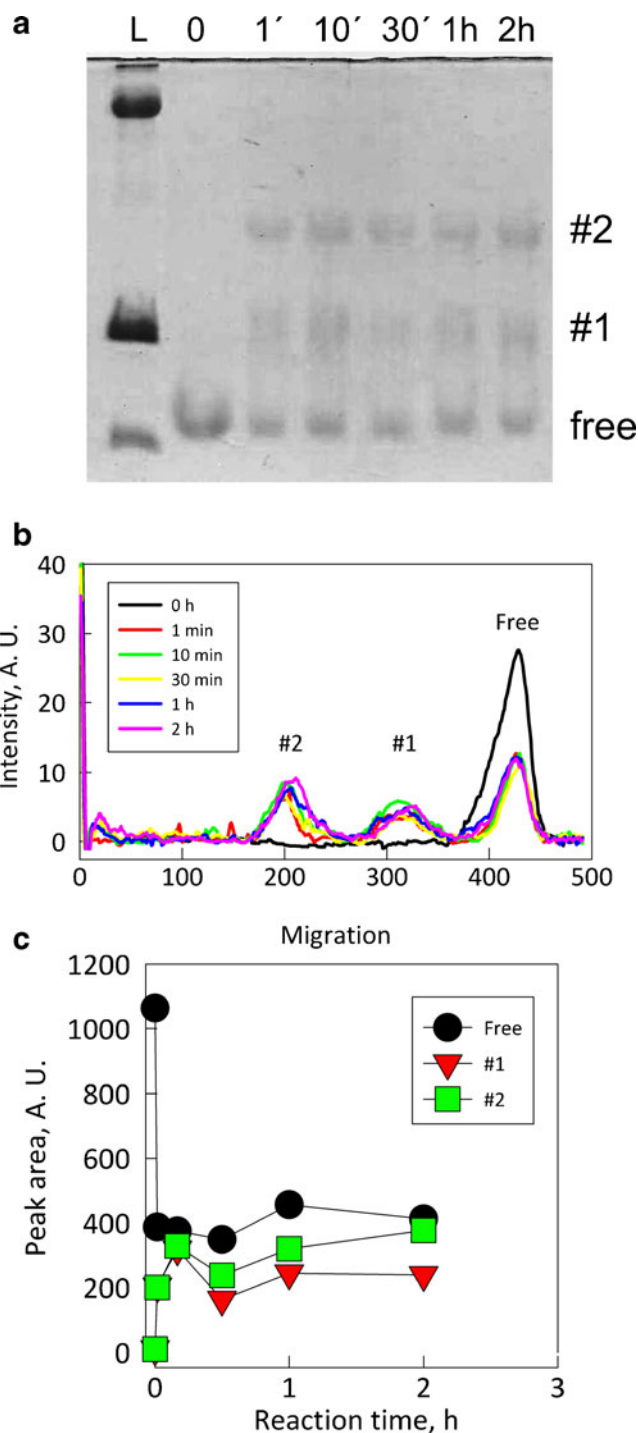 a
L 0 1´ 10´ 30´ 1h 2h
#2
#1
free
b
40
30
20
10
0
Intensity, A. U.
0 h
1 min
10 min
30 min
1 h
2 h
#2
#1
Free
0 100 200 300 400 500
Migration
c
1200
1000
800
600
400
200
0
Peak area, A. U.
Free
#1
#2
0 1 2 3
Reaction time, h